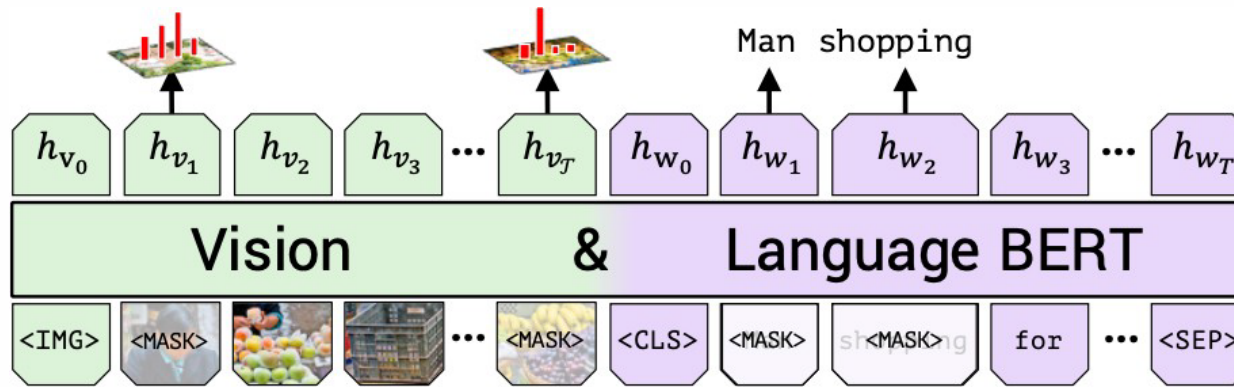 Man shopping
h_{v_0} h_{v_1} h_{v_2} h_{v_3} ... h_{v_𝒯} h_{w_0} h_{w_1} h_{w_2} h_{w_3} ... h_{w_T}
Vision & Language BERT
<IMG> <MASK> ... <MASK> <CLS> <MASK> shopping <MASK> for ... <SEP>